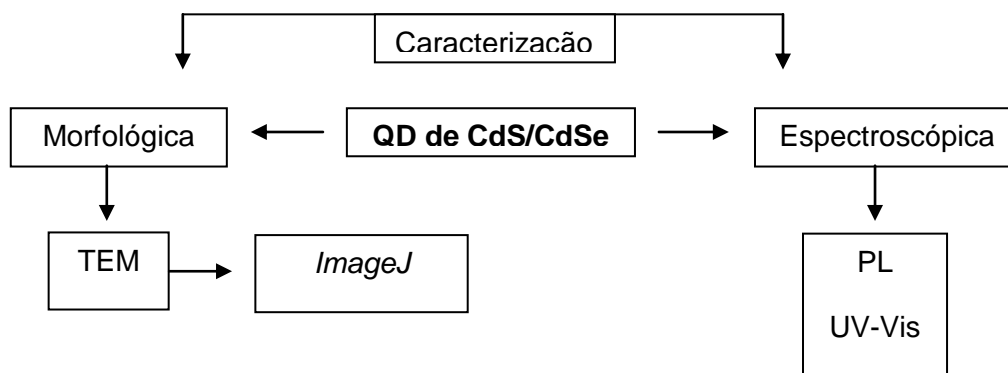 Caracterização
Morfológica
QD de CdS/CdSe
Espectroscópica
TEM
ImageJ
PL
UV-Vis